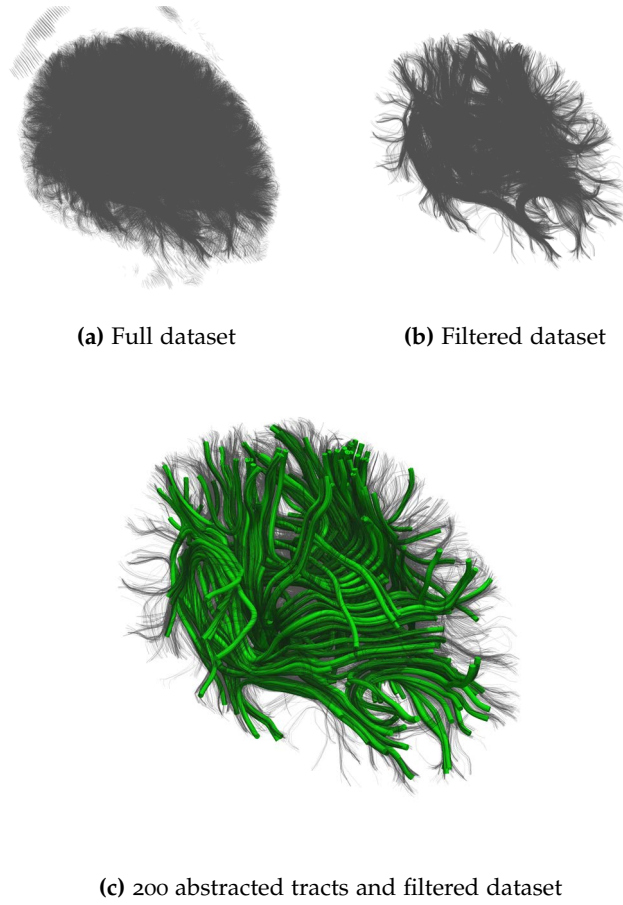 (a) Full dataset
(b) Filtered dataset
(c) 200 abstracted tracts and filtered dataset